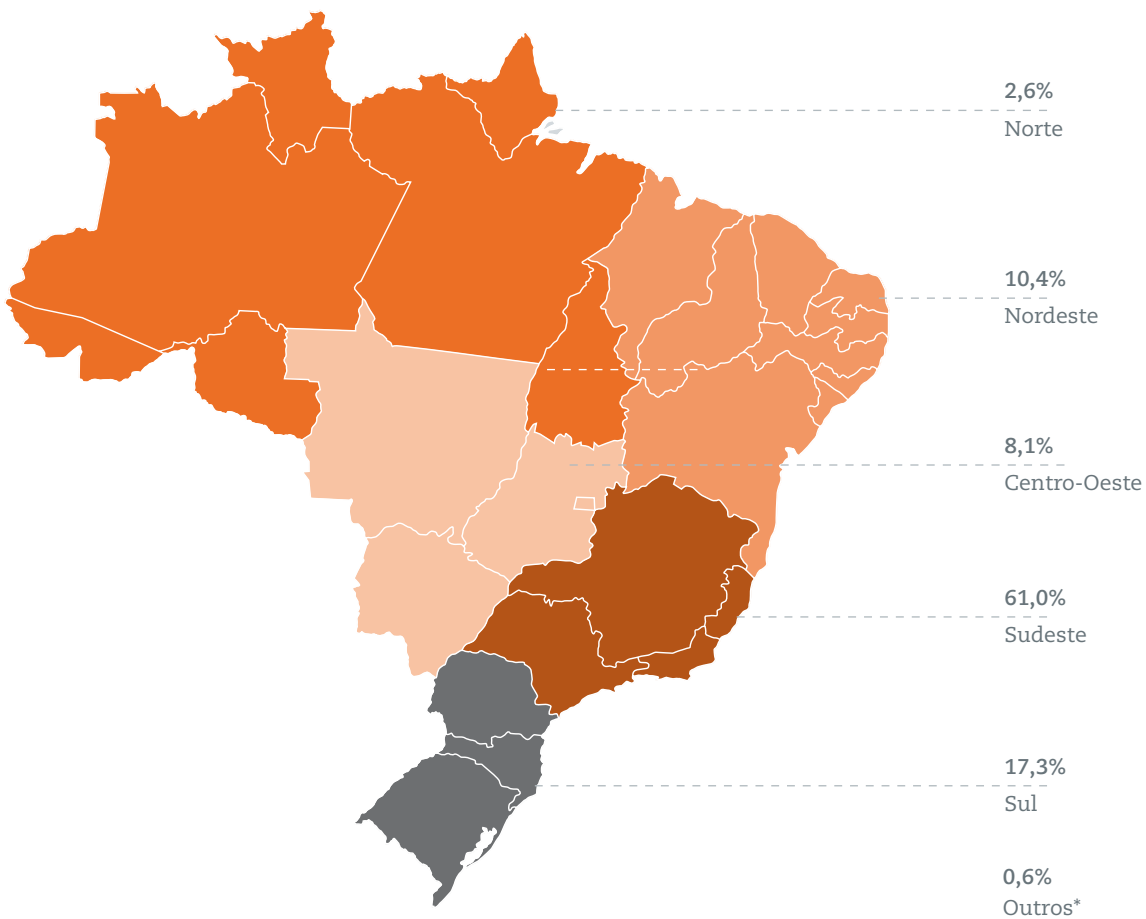 2,6%
Norte
10,4%
Nordeste
8,1%
Centro-Oeste
61,0%
Sudeste
17,3%
Sul
0,6%
Outros*